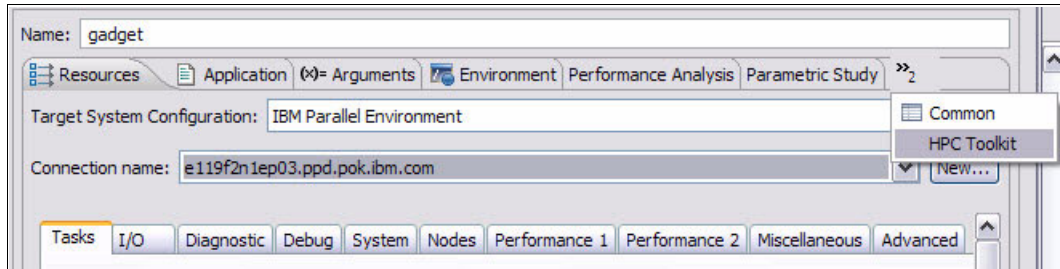 Name: gadget
Resources Application (x)= Arguments Environment Performance Analysis Parametric Study »2
Target System Configuration: IBM Parallel Environment
Common
HPC Toolkit
Connection name: e119f2n1ep03.ppd.pok.ibm.com New...
Tasks I/O Diagnostic Debug System Nodes Performance 1 Performance 2 Miscellaneous Advanced